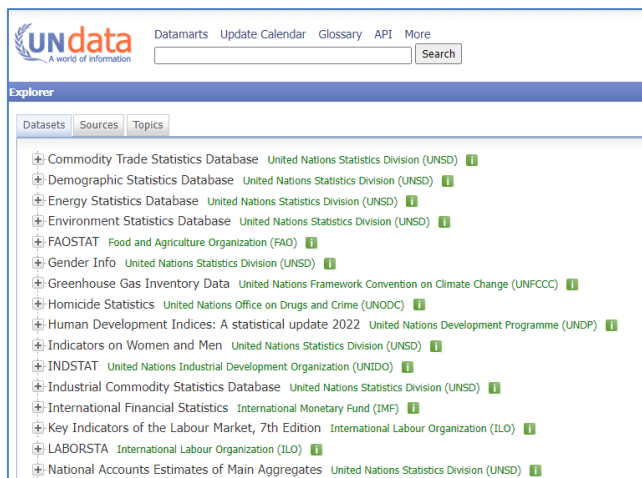 UNdata
A world of information
Datamarts Update Calendar Glossary API More
Search
Explorer
Datasets Sources Topics
Commodity Trade Statistics Database United Nations Statistics Division (UNSD) i
Demographic Statistics Database United Nations Statistics Division (UNSD) i
Energy Statistics Database United Nations Statistics Division (UNSD) i
Environment Statistics Database United Nations Statistics Division (UNSD) i
FAOSTAT Food and Agriculture Organization (FAO) i
Gender Info United Nations Statistics Division (UNSD) i
Greenhouse Gas Inventory Data United Nations Framework Convention on Climate Change (UNFCCC) i
Homicide Statistics United Nations Office on Drugs and Crime (UNODC) i
Human Development Indices: A statistical update 2022 United Nations Development Programme (UNDP) i
Indicators on Women and Men United Nations Statistics Division (UNSD) i
INDSTAT United Nations Industrial Development Organization (UNIDO) i
Industrial Commodity Statistics Database United Nations Statistics Division (UNSD) i
International Financial Statistics International Monetary Fund (IMF) i
Key Indicators of the Labour Market, 7th Edition International Labour Organization (ILO) i
LABORSTA International Labour Organization (ILO) i
National Accounts Estimates of Main Aggregates United Nations Statistics Division (UNSD) i